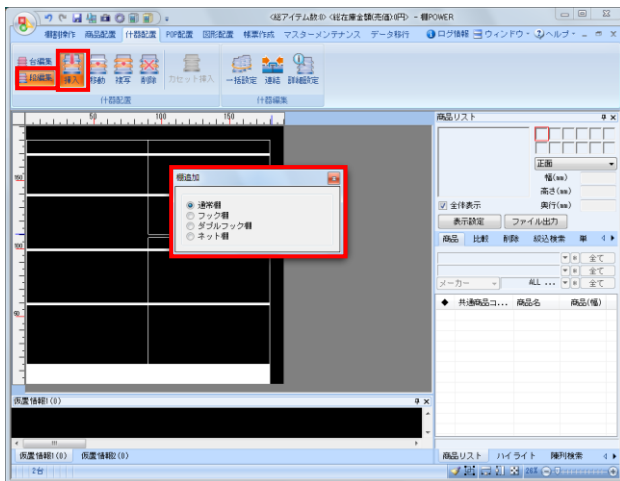 <総アイテム数:0> <総在庫金額(売価):0円> - 棚POWER
棚割操作 商品配置 什器配置 POP配置 図形配置 帳票作成 マスターメンテナンス データ移行 ログ情報 ウィンドウ ヘルプ
台編集
段編集
挿入 移動 複写 削除 カセット挿入 一括設定 連結 詳細設定
什器配置 什器編集
50 100 150
商品リスト
棚追加
通常棚
フック棚
ダブルフック棚
ネット棚
正面
幅(mm)
高さ(mm)
全体表示 奥行(mm)
表示設定 ファイル出力
商品 比較 削除 絞込検索 単
全て
全て
メーカー ALL ... 全て
◆ 共通商品コ... 商品名 商品(幅)
150
100
50
仮置情報1(0)
仮置情報1(0) 仮置情報2(0)
商品リスト ハイライト 陳列検索
2台 26%